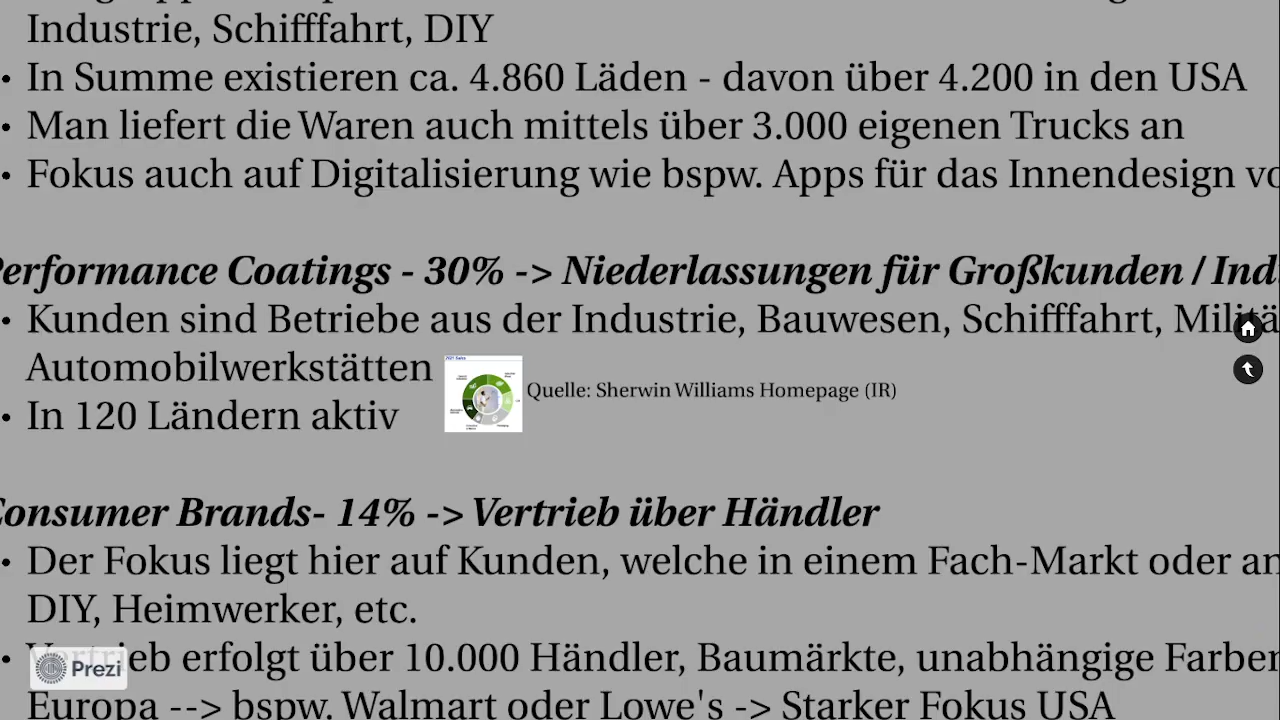 Industrie, Schifffahrt, DIY
• In Summe existieren ca. 4.860 Läden - davon über 4.200 in den USA
• Man liefert die Waren auch mittels über 3.000 eigenen Trucks an
• Fokus auch auf Digitalisierung wie bspw. Apps für das Innendesign
Performance Coatings - 30% -> Niederlassungen für Großkunden /
• Kunden sind Betriebe aus der Industrie, Bauwesen, Schifffahrt,
Automobilwerkstätten
Quelle: Sherwin Williams Homepage (IR)
• In 120 Ländern aktiv
Consumer Brands- 14% -> Vertrieb über Händler
• Der Fokus liegt hier auf Kunden, welche in einem Fach-Markt oder
DIY, Heimwerker, etc.
• Vertrieb erfolgt über 10.000 Händler, Baumärkte, unabhängige
Prezi
Europa --> bspw. Walmart oder Lowe's -> Starker Fokus USA